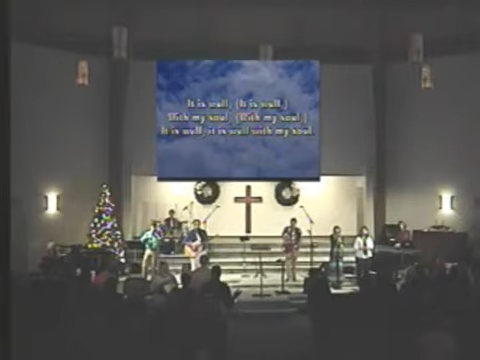 It is well, (It is well,)
With my soul, (With my soul,)
It is well, it is well with my soul.